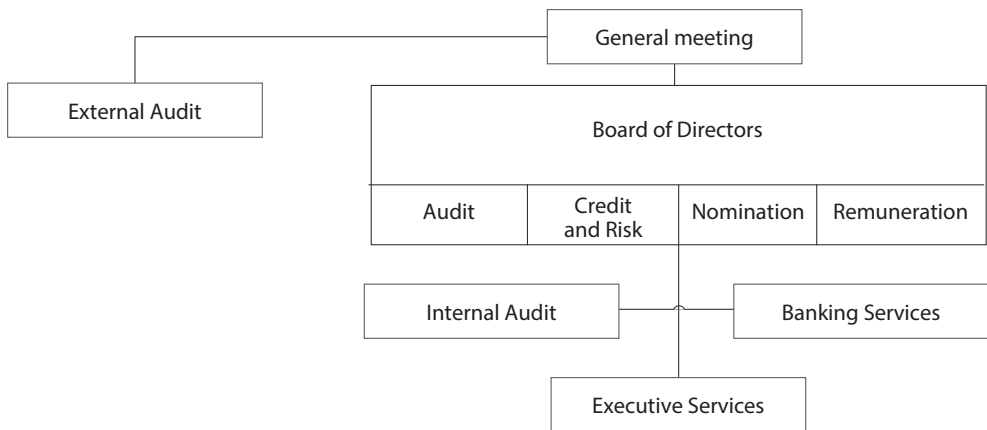 General meeting
External Audit
Board of Directors
Audit
Credit
and Risk
Nomination
Remuneration
Internal Audit
Banking Services
Executive Services